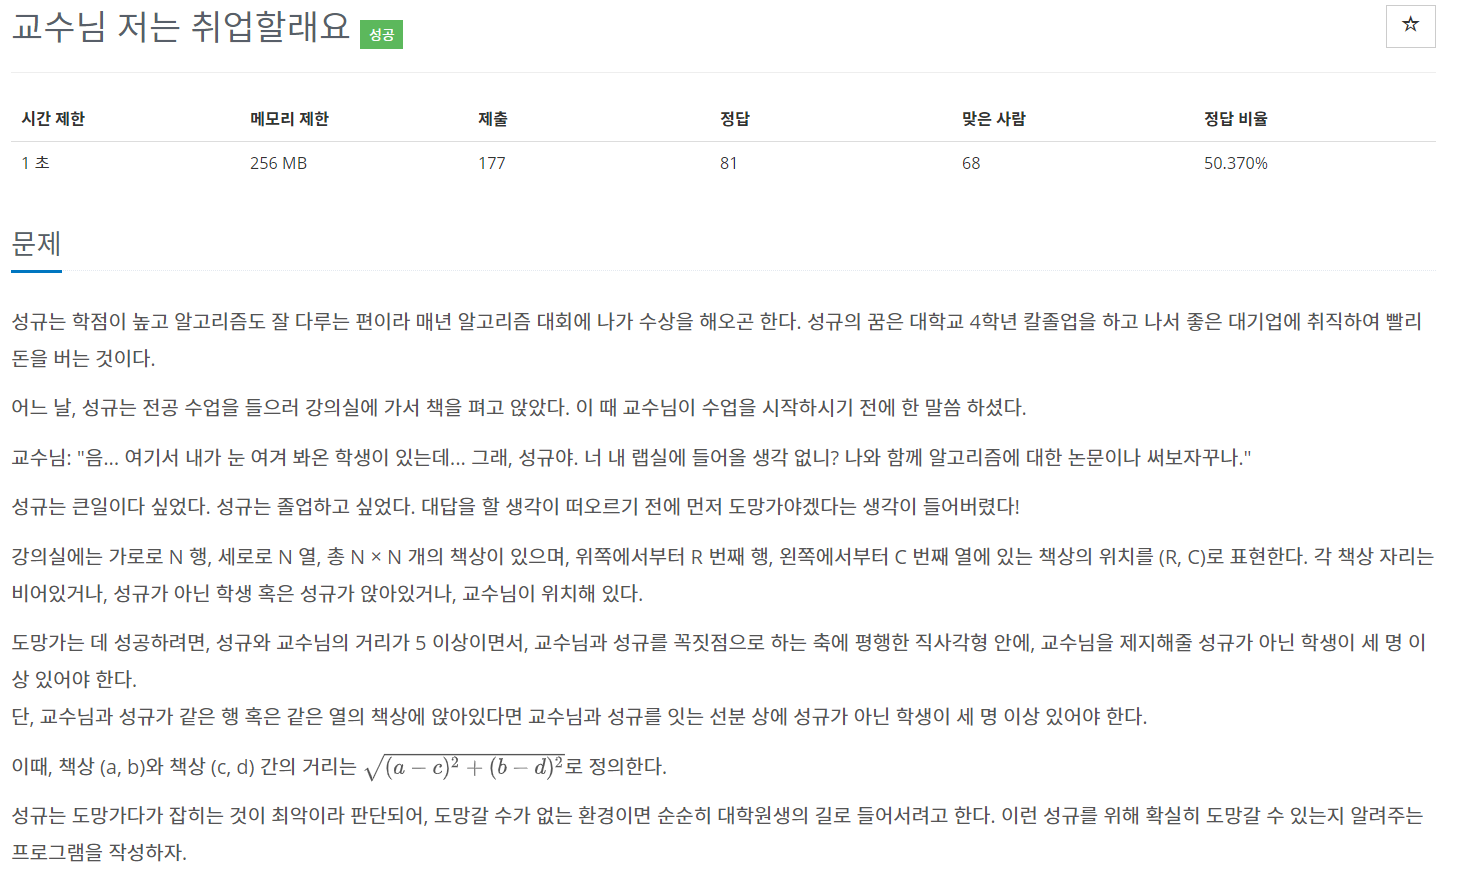 교수님 저는 취업할래요 성공
☆
시간 제한 메모리 제한 제출 정답 맞은 사람 정답 비율
1 초 256 MB 177 81 68 50.370%
문제
성규는 학점이 높고 알고리즘도 잘 다루는 편이라 매년 알고리즘 대회에 나가 수상을 해오곤 한다. 성규의 꿈은 대학교 4학년 칼졸업을 하고 나서 좋은 대기업에 취직하여 빨리
돈을 버는 것이다.
어느 날, 성규는 전공 수업을 들으러 강의실에 가서 책을 펴고 앉았다. 이 때 교수님이 수업을 시작하시기 전에 한 말씀 하셨다.
교수님: "음... 여기서 내가 눈 여겨 봐온 학생이 있는데... 그래, 성규야. 너 내 랩실에 들어올 생각 없니? 나와 함께 알고리즘에 대한 논문이나 써보자꾸나."
성규는 큰일이다 싶었다. 성규는 졸업하고 싶었다. 대답을 할 생각이 떠오르기 전에 먼저 도망가야겠다는 생각이 들어버렸다!
강의실에는 가로로 N 행, 세로로 N 열, 총 N × N 개의 책상이 있으며, 위쪽에서부터 R 번째 행, 왼쪽에서부터 C 번째 열에 있는 책상의 위치를 (R, C)로 표현한다. 각 책상 자리는
비어있거나, 성규가 아닌 학생 혹은 성규가 앉아있거나, 교수님이 위치해 있다.
도망가는 데 성공하려면, 성규와 교수님의 거리가 5 이상이면서, 교수님과 성규를 꼭짓점으로 하는 축에 평행한 직사각형 안에, 교수님을 제지해줄 성규가 아닌 학생이 세 명 이
상 있어야 한다.
단, 교수님과 성규가 같은 행 혹은 같은 열의 책상에 앉아있다면 교수님과 성규를 잇는 선분 상에 성규가 아닌 학생이 세 명 이상 있어야 한다.
이때, 책상 (a, b)와 책상 (c, d) 간의 거리는 √(a − c)² + (b − d)²로 정의한다.
성규는 도망가다가 잡히는 것이 최악이라 판단되어, 도망갈 수가 없는 환경이면 순순히 대학원생의 길로 들어서려고 한다. 이런 성규를 위해 확실히 도망갈 수 있는지 알려주는
프로그램을 작성하자.